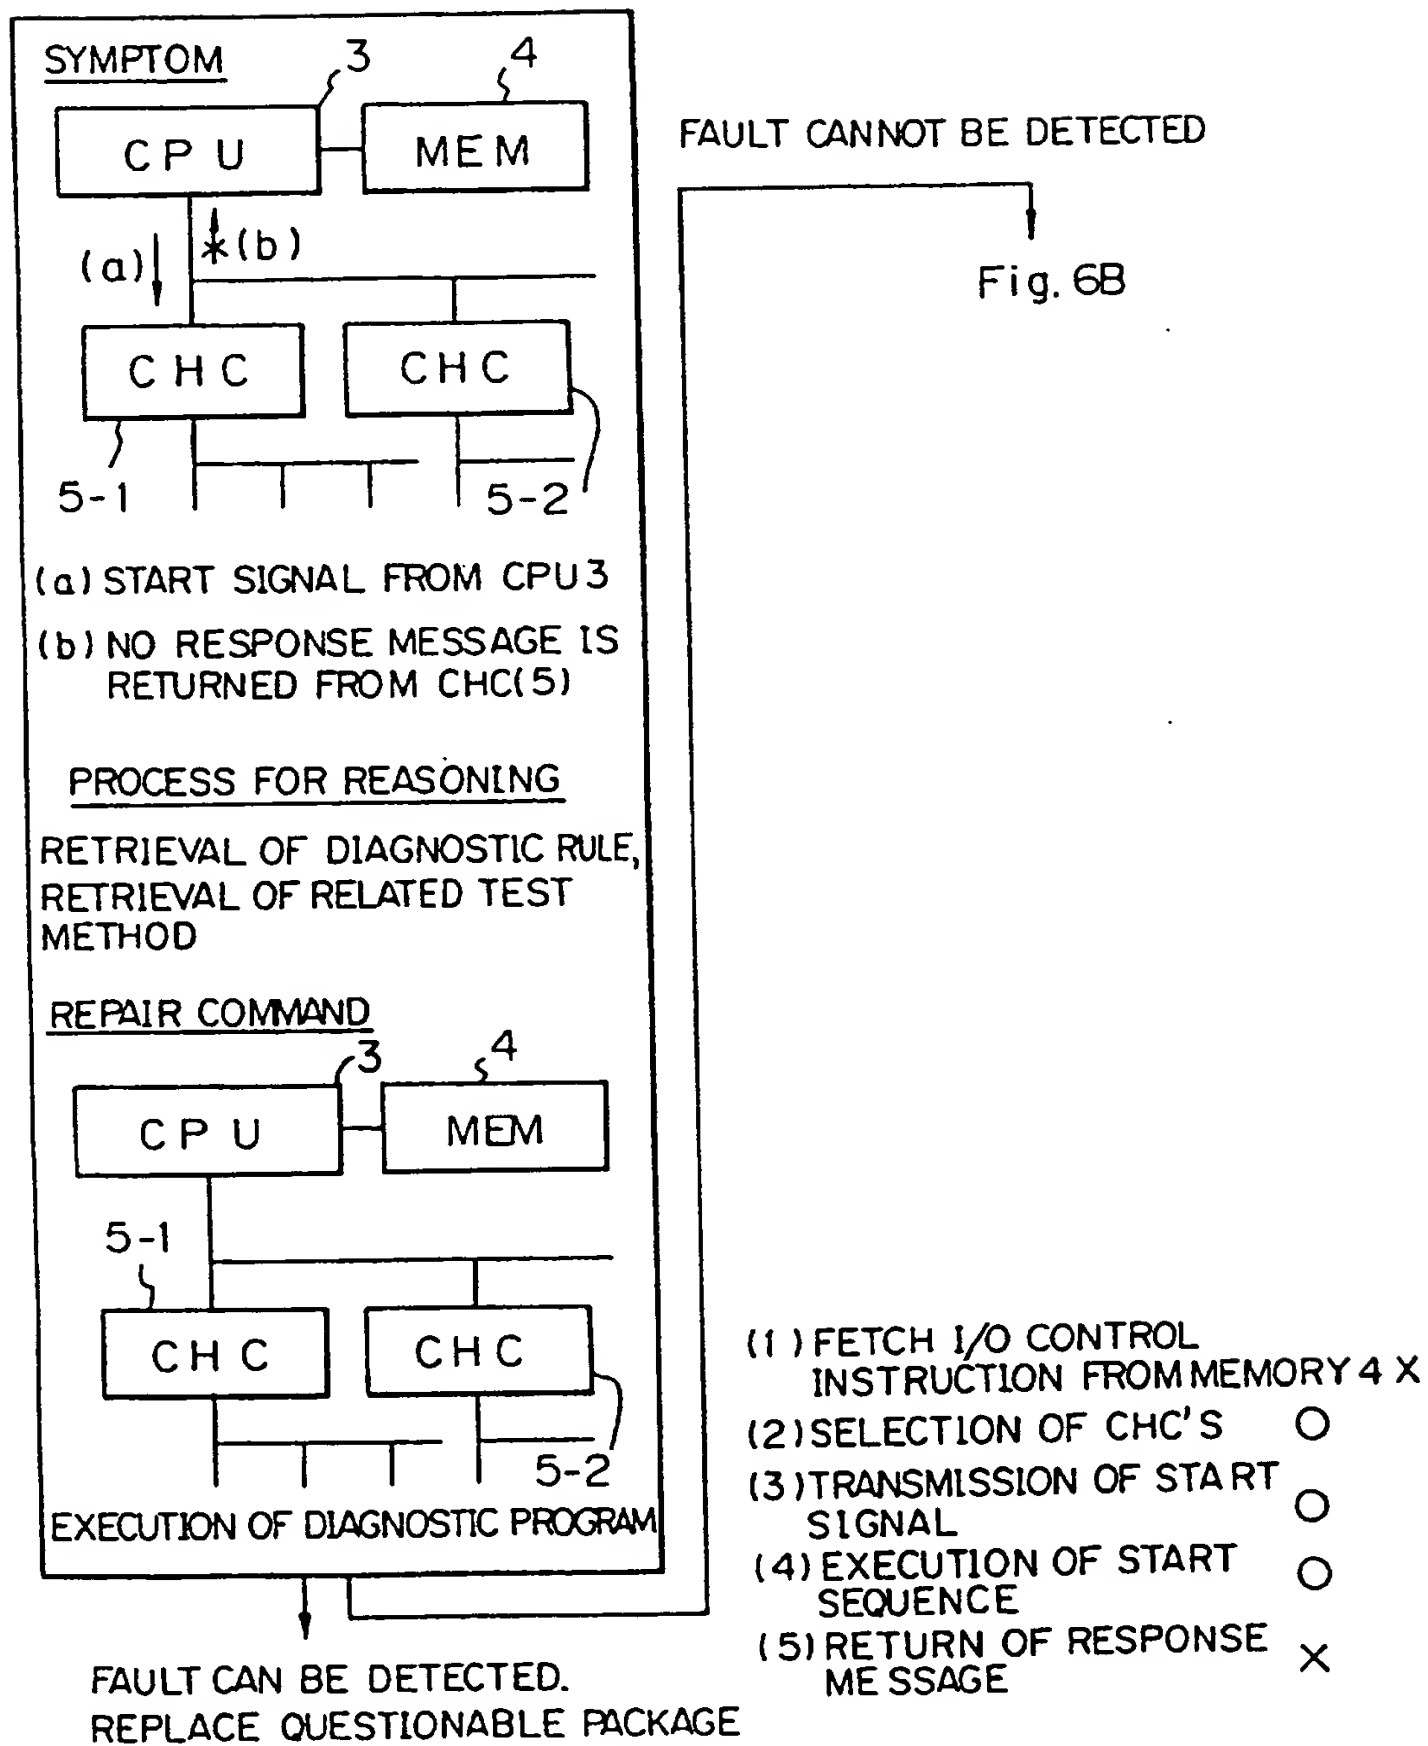 SYMPTOM
3
4
CPU
MEM
(a)
(b)
CHC
CHC
5-1
5-2
(a) START SIGNAL FROM CPU 3
(b) NO RESPONSE MESSAGE IS
RETURNED FROM CHC(5)
PROCESS FOR REASONING
RETRIEVAL OF DIAGNOSTIC RULE,
RETRIEVAL OF RELATED TEST
METHOD
REPAIR COMMAND
3
4
CPU
MEM
5-1
CHC
CHC
5-2
EXECUTION OF DIAGNOSTIC PROGRAM
FAULT CAN BE DETECTED.
REPLACE QUESTIONABLE PACKAGE
FAULT CANNOT BE DETECTED
Fig. 6B
(1) FETCH I/O CONTROL
INSTRUCTION FROM MEMORY 4 X
(2) SELECTION OF CHC'S O
(3) TRANSMISSION OF START
SIGNAL O
(4) EXECUTION OF START
SEQUENCE O
(5) RETURN OF RESPONSE
MESSAGE X